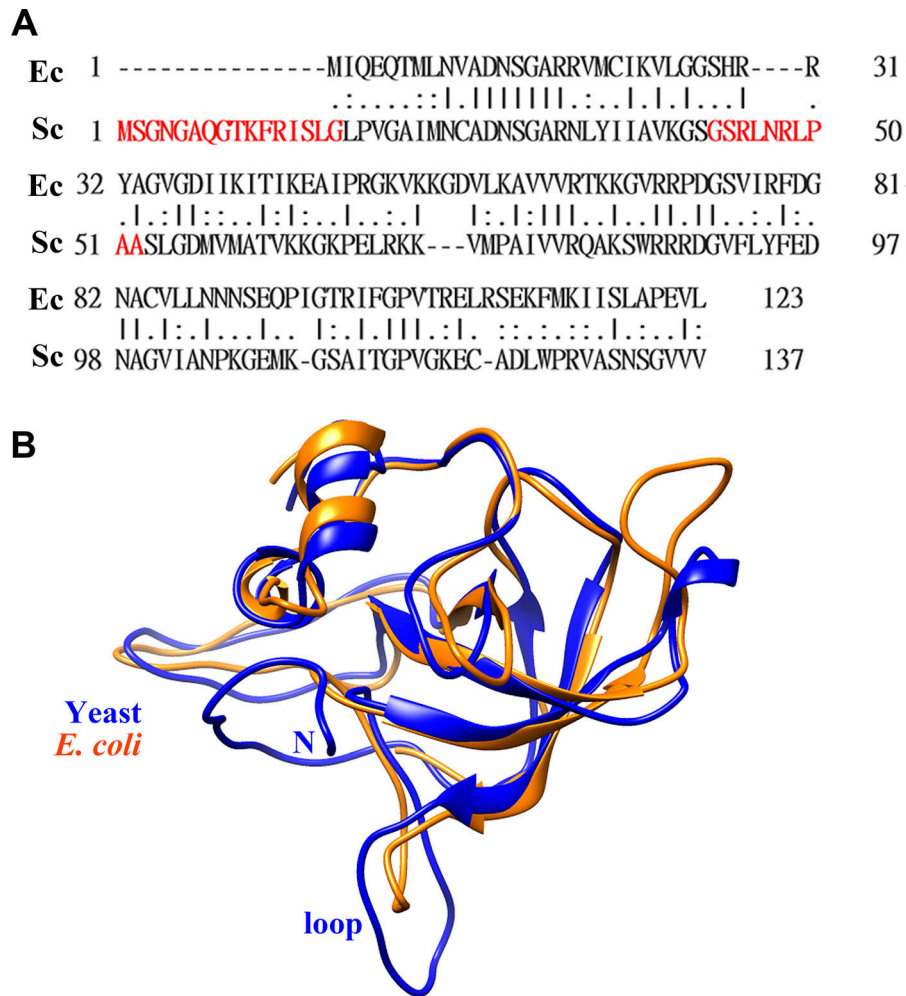 A
Ec 1 ---------------MIQEQTMLNVADNSGARRVMCIKVLGGSHR----R 31
.:....::|.|||||||..:.|.|.|...| .
Sc 1 MSGNGAQGTKFRISLGLPVGAIMNCADNSGARNLYIIAVKGSGSRLNRLP 50
Ec 32 YAGVGDIIKITIKEAIPRGKVKKGDVLKAVVVRTKKGVRRPDGSVIRFDG 81
.|.:||::..|:|...|..|.| |:.|:|||..|..|.||.||..:.|:.
Sc 51 AASLGDMVMATVKKGKPELRKK---VMPAIVVRQAKSWRRRDGVFLYFED 97
Ec 82 NACVLLNNNSEQPIGTRIFGPVTRELRSEKFMKIISLAPEVL 123
||.|:.|...|.. |:.|.|||..|. ::.:.::.|.:..|:
Sc 98 NAGVIANPKGEMK-GSAITGPVGKEC-ADLWPRVASNSGVVV 137
B
Yeast
E. coli
N
loop